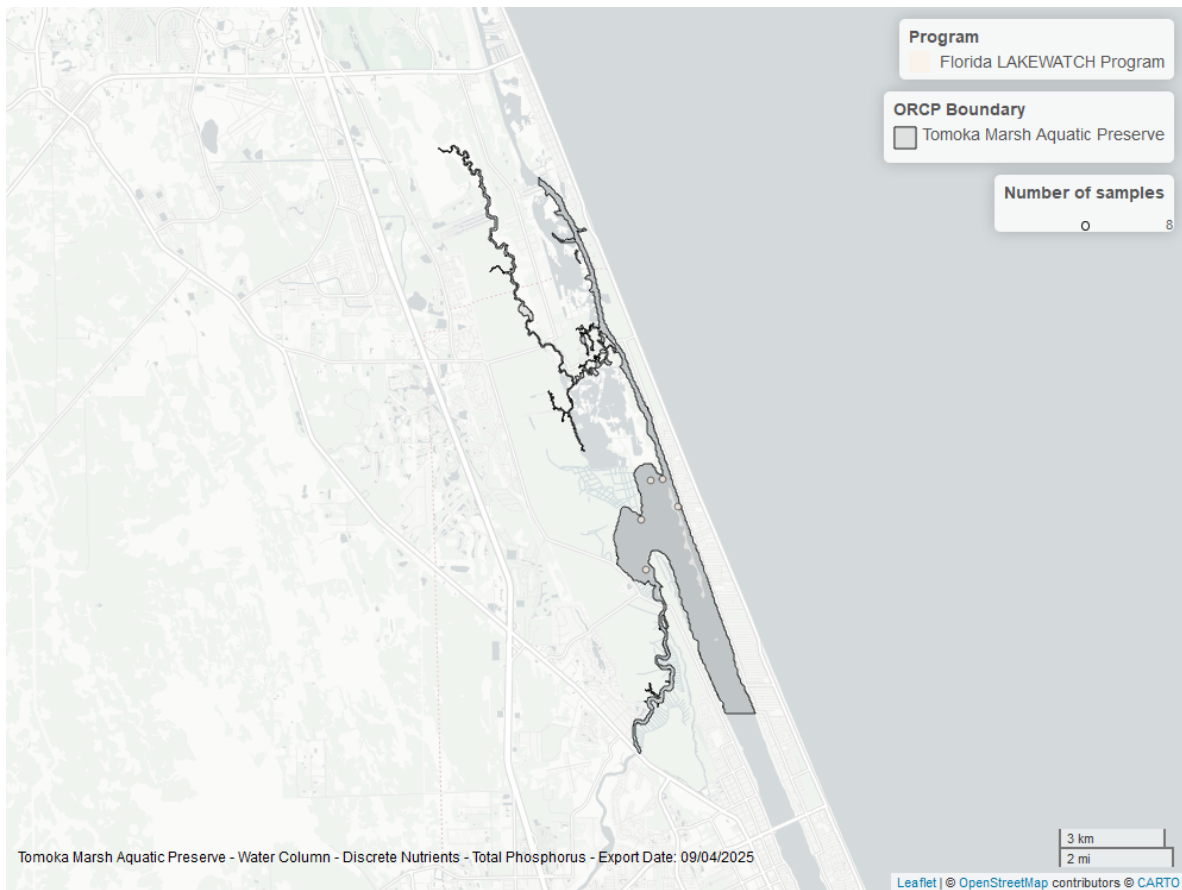 Program
Florida LAKEWATCH Program
ORCP Boundary
Tomoka Marsh Aquatic Preserve
Number of samples
8
3 km
2 mi
Tomoka Marsh Aquatic Preserve - Water Column - Discrete Nutrients - Total Phosphorus - Export Date: 09/04/2025
Leaflet | © OpenStreetMap contributors © CARTO